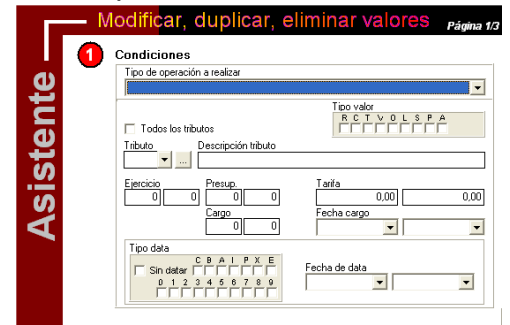 Modificar, duplicar, eliminar valores Página 1/3
Asistente
1 Condiciones
Tipo de operación a realizar
Tipo valor
R C T V O L S P A
Todos los tributos
Tributo Descripción tributo
...
Ejercicio Presup. Tarifa
0 0 0 0 0,00 0,00
Cargo Fecha cargo
0 0
Tipo data
C B A I P X E
Sin datar Fecha de data
0 1 2 3 4 5 6 7 8 9